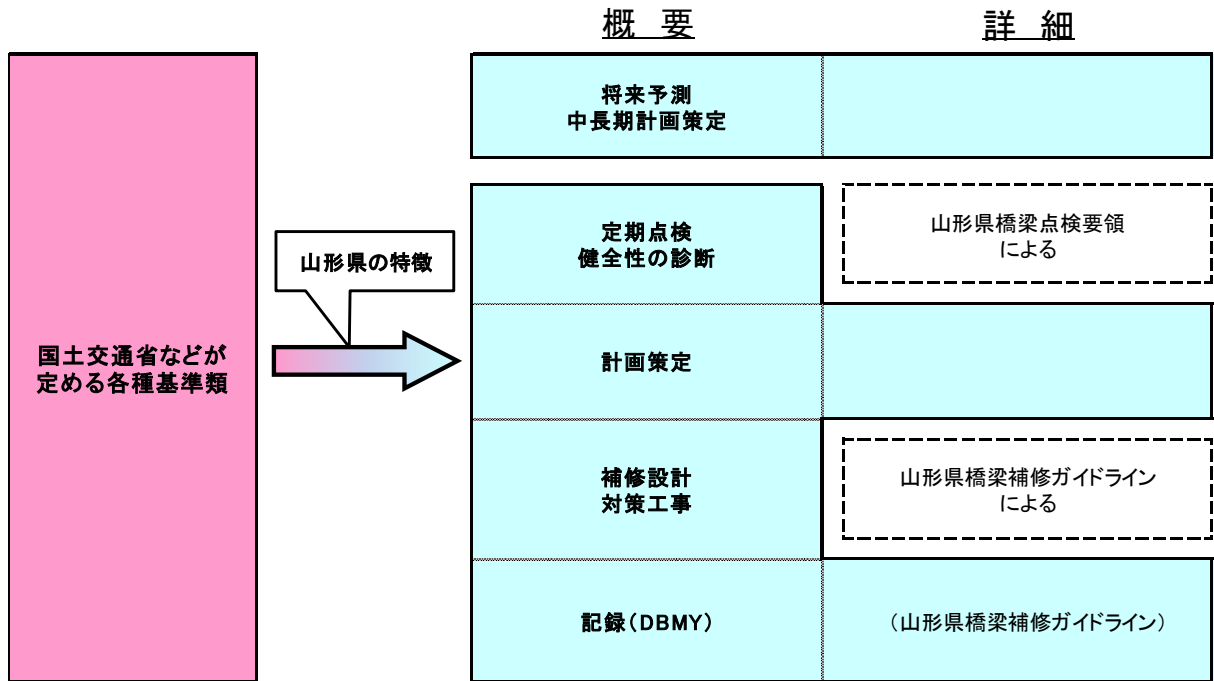 概　要
詳　細
将来予測
中長期計画策定
定期点検
健全性の診断
山形県橋梁点検要領
による
山形県の特徴
国土交通省などが
定める各種基準類
計画策定
補修設計
対策工事
山形県橋梁補修ガイドライン
による
記録(DBMY)
(山形県橋梁補修ガイドライン)